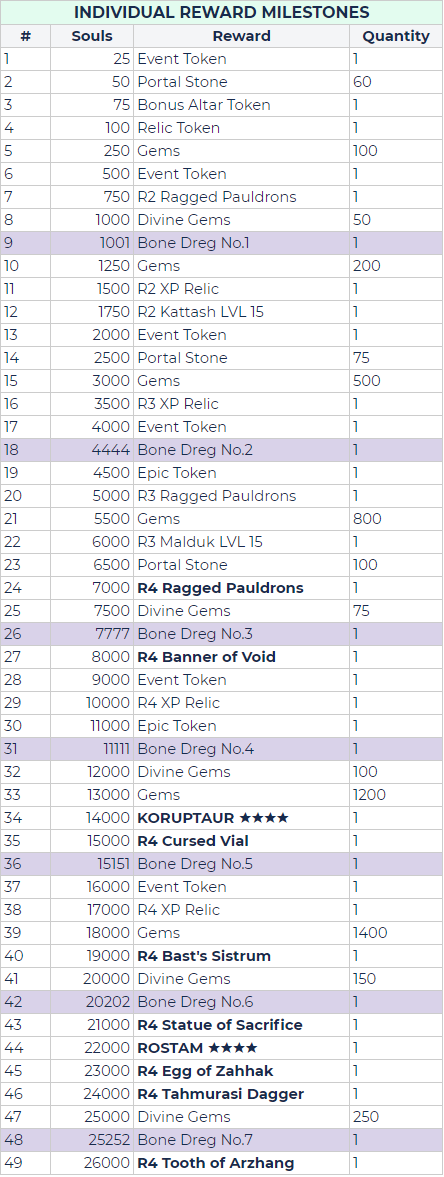 INDIVIDUAL REWARD MILESTONES
# Souls Reward Quantity
1 25 Event Token 1
2 50 Portal Stone 60
3 75 Bonus Altar Token 1
4 100 Relic Token 1
5 250 Gems 100
6 500 Event Token 1
7 750 R2 Ragged Pauldrons 1
8 1000 Divine Gems 50
9 1001 Bone Dreg No.1 1
10 1250 Gems 200
11 1500 R2 XP Relic 1
12 1750 R2 Kattash LVL 15 1
13 2000 Event Token 1
14 2500 Portal Stone 75
15 3000 Gems 500
16 3500 R3 XP Relic 1
17 4000 Event Token 1
18 4444 Bone Dreg No.2 1
19 4500 Epic Token 1
20 5000 R3 Ragged Pauldrons 1
21 5500 Gems 800
22 6000 R3 Malduk LVL 15 1
23 6500 Portal Stone 100
24 7000 R4 Ragged Pauldrons 1
25 7500 Divine Gems 75
26 7777 Bone Dreg No.3 1
27 8000 R4 Banner of Void 1
28 9000 Event Token 1
29 10000 R4 XP Relic 1
30 11000 Epic Token 1
31 11111 Bone Dreg No.4 1
32 12000 Divine Gems 100
33 13000 Gems 1200
34 14000 KORUPTAUR ★★★★ 1
35 15000 R4 Cursed Vial 1
36 15151 Bone Dreg No.5 1
37 16000 Event Token 1
38 17000 R4 XP Relic 1
39 18000 Gems 1400
40 19000 R4 Bast's Sistrum 1
41 20000 Divine Gems 150
42 20202 Bone Dreg No.6 1
43 21000 R4 Statue of Sacrifice 1
44 22000 ROSTAM ★★★★ 1
45 23000 R4 Egg of Zahhak 1
46 24000 R4 Tahmurasi Dagger 1
47 25000 Divine Gems 250
48 25252 Bone Dreg No.7 1
49 26000 R4 Tooth of Arzhang 1